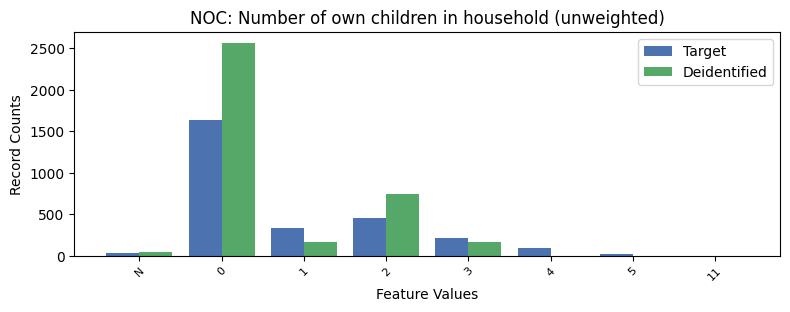 NOC: Number of own children in household (unweighted)
Target
Deidentified
2500
2000
1500
1000
500
0
Record Counts
N 0 1 2 3 4 5 11
Feature Values